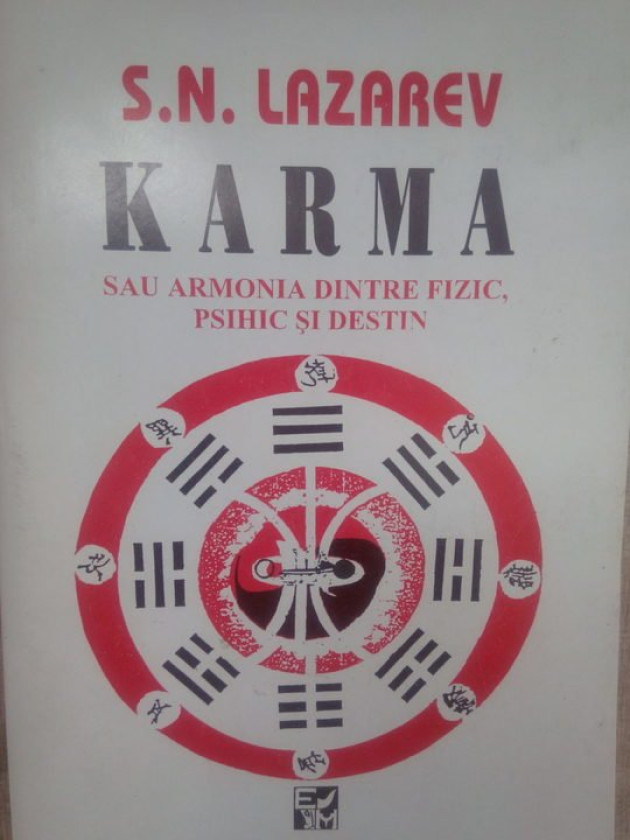 S.N. LAZAREV
KARMA
SAU ARMONIA DINTRE FIZIC,
PSIHIC ŞI DESTIN